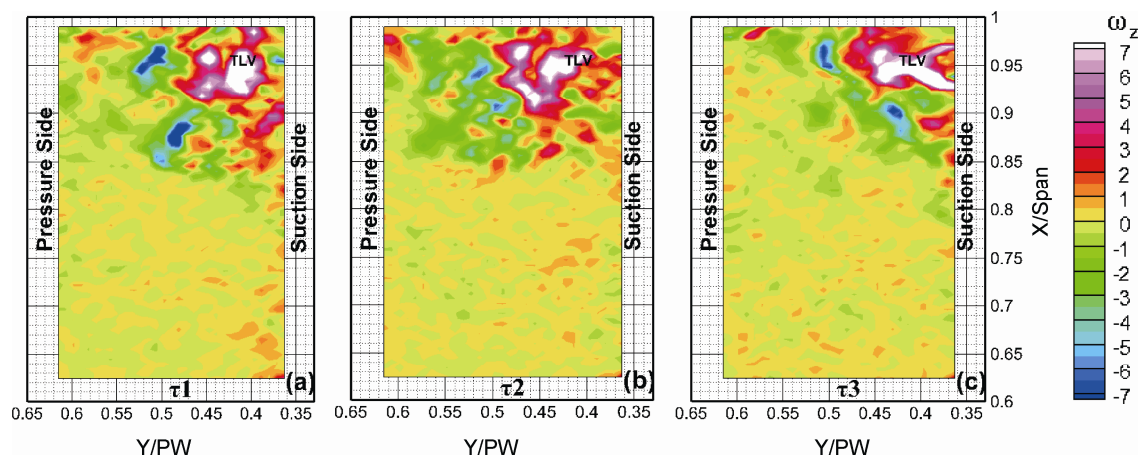 ωz
TLV
TLV
TLV
Pressure Side
Suction Side
Pressure Side
Suction Side
Pressure Side
Suction Side
X/Span
1
0.95
0.9
0.85
0.8
0.75
0.7
0.65
0.6
7
6
5
4
3
2
1
0
-1
-2
-3
-4
-5
-6
-7
τ1
(a)
τ2
(b)
τ3
(c)
0.65 0.6 0.55 0.5 0.45 0.4 0.35
0.65 0.6 0.55 0.5 0.45 0.4 0.35
0.65 0.6 0.55 0.5 0.45 0.4 0.35
Y/PW
Y/PW
Y/PW